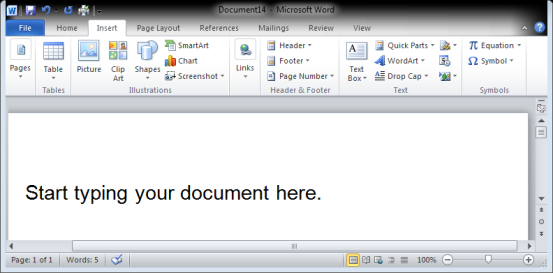 Document14 - Microsoft Word
File Home Insert Page Layout References Mailings Review View
Pages
Table
Picture
Clip Art
Shapes
SmartArt
Chart
Screenshot
Links
Header
Footer
Page Number
Text Box
Quick Parts
WordArt
Drop Cap
Equation
Symbol
Tables
Illustrations
Header & Footer
Text
Symbols
Start typing your document here.
Page: 1 of 1 Words: 5 100%